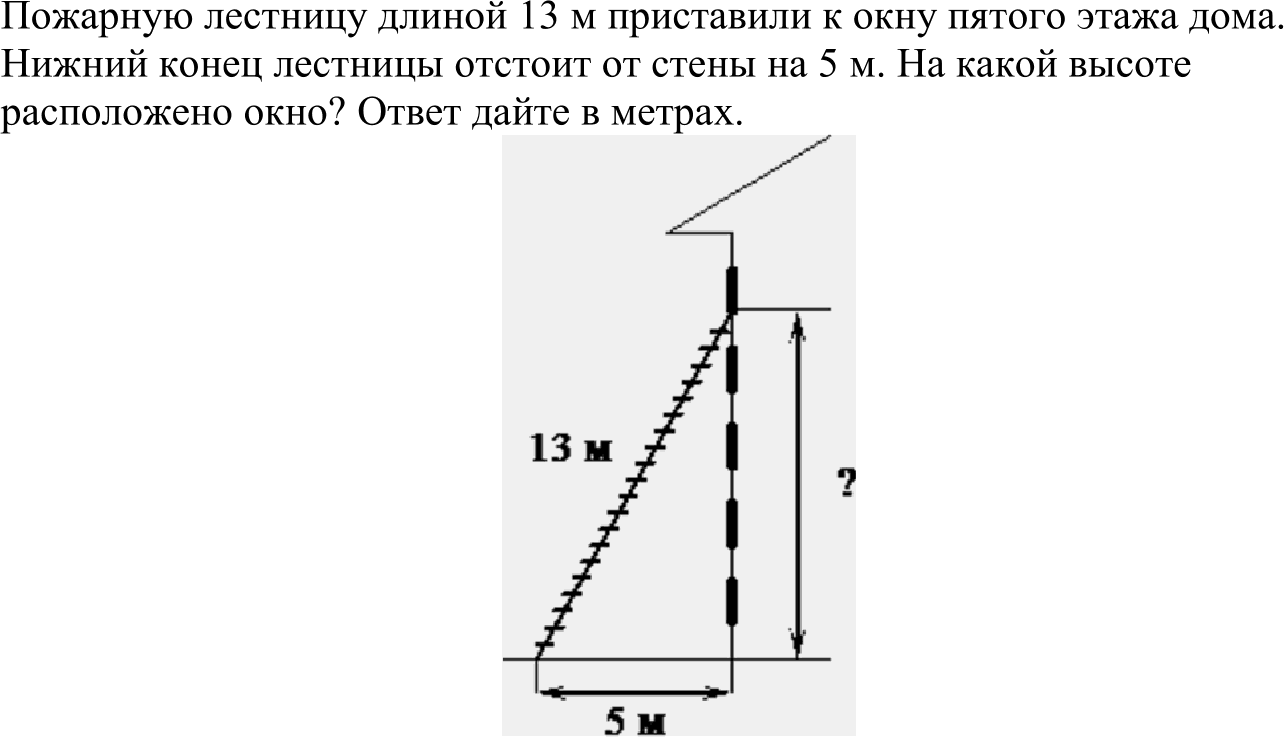 Пожарную лестницу длиной 13 м приставили к окну пятого этажа дома.
Нижний конец лестницы отстоит от стены на 5 м. На какой высоте
расположено окно? Ответ дайте в метрах.
13 м
?
5 м